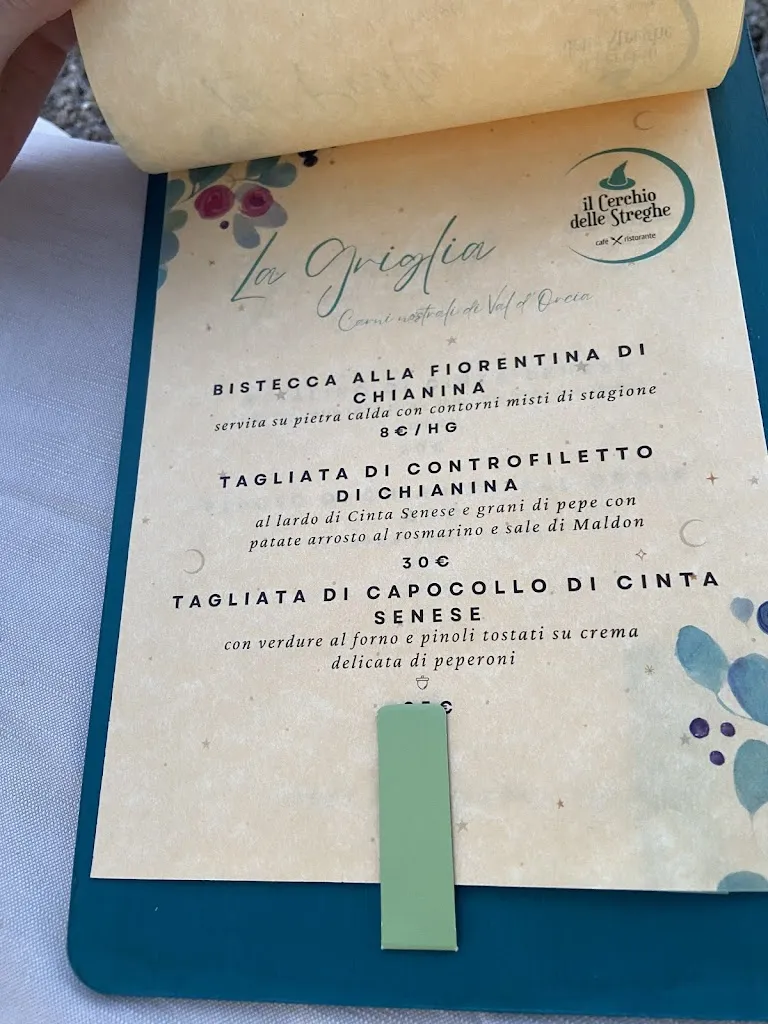 il Cerchio
delle Streghe
café ristorante
La Griglia
Carni nostrali di Val d'Orcia
BISTECCA ALLA FIORENTINA DI
CHIANINA
servita su pietra calda con contorni misti di stagione
8€/HG
TAGLIATA DI CONTROFILETTO
DI CHIANINA
al lardo di Cinta Senese e grani di pepe con
patate arrosto al rosmarino e sale di Maldon
30€
TAGLIATA DI CAPOCOLLO DI CINTA
SENESE
con verdure al forno e pinoli tostati su crema
delicata di peperoni
€